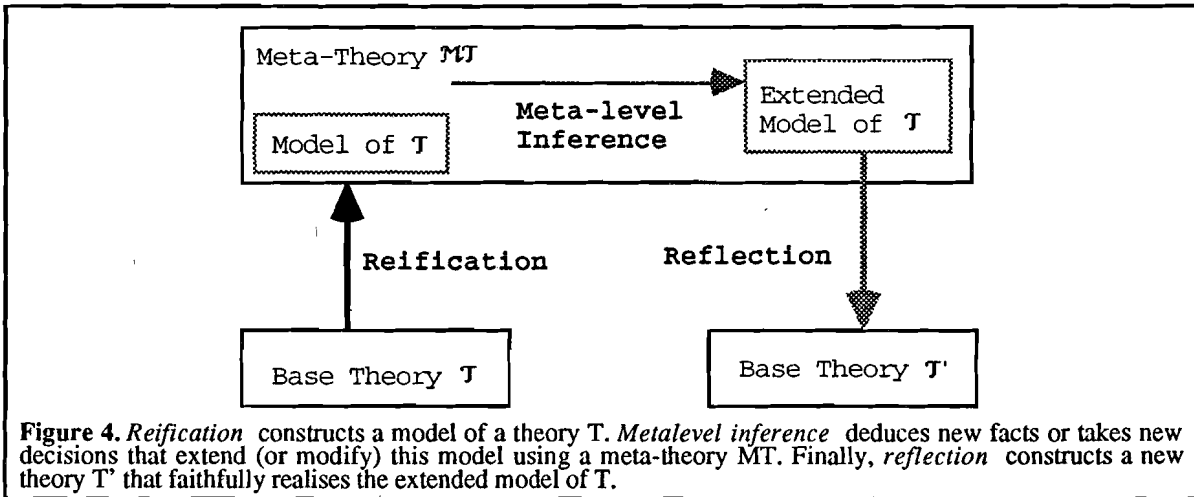 Meta-Theory 𝓜𝓣
Meta-level
Inference
Extended
Model of 𝓣
Model of 𝓣
Reification
Reflection
Base Theory 𝓣
Base Theory 𝓣'
Figure 4. Reification constructs a model of a theory T. Metalevel inference deduces new facts or takes new
decisions that extend (or modify) this model using a meta-theory MT. Finally, reflection constructs a new
theory T' that faithfully realises the extended model of T.